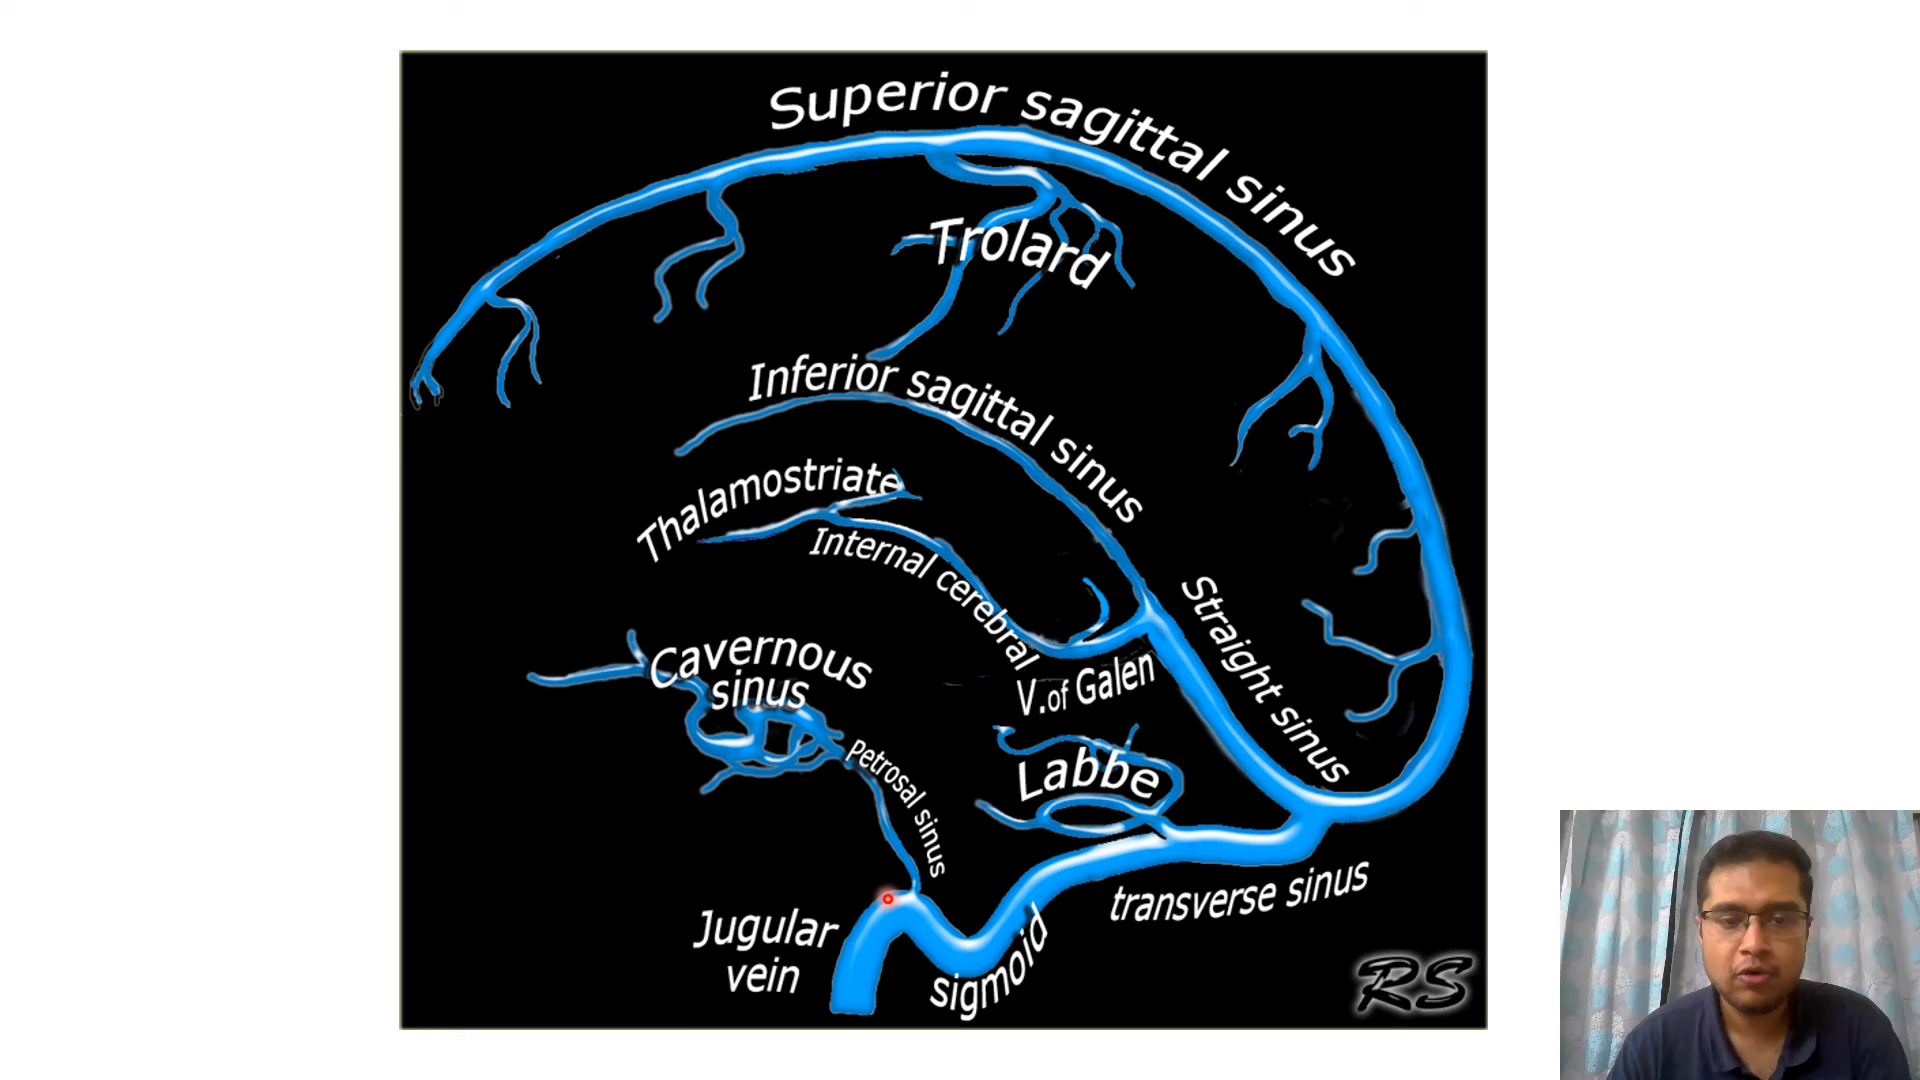 Superior sagittal sinus
Trolard
Inferior sagittal sinus
Thalamostriate
Internal cerebral
Straight sinus
Cavernous
sinus
V.of Galen
Petrosal sinus
Labbe
transverse sinus
Jugular
vein
sigmoid
RS